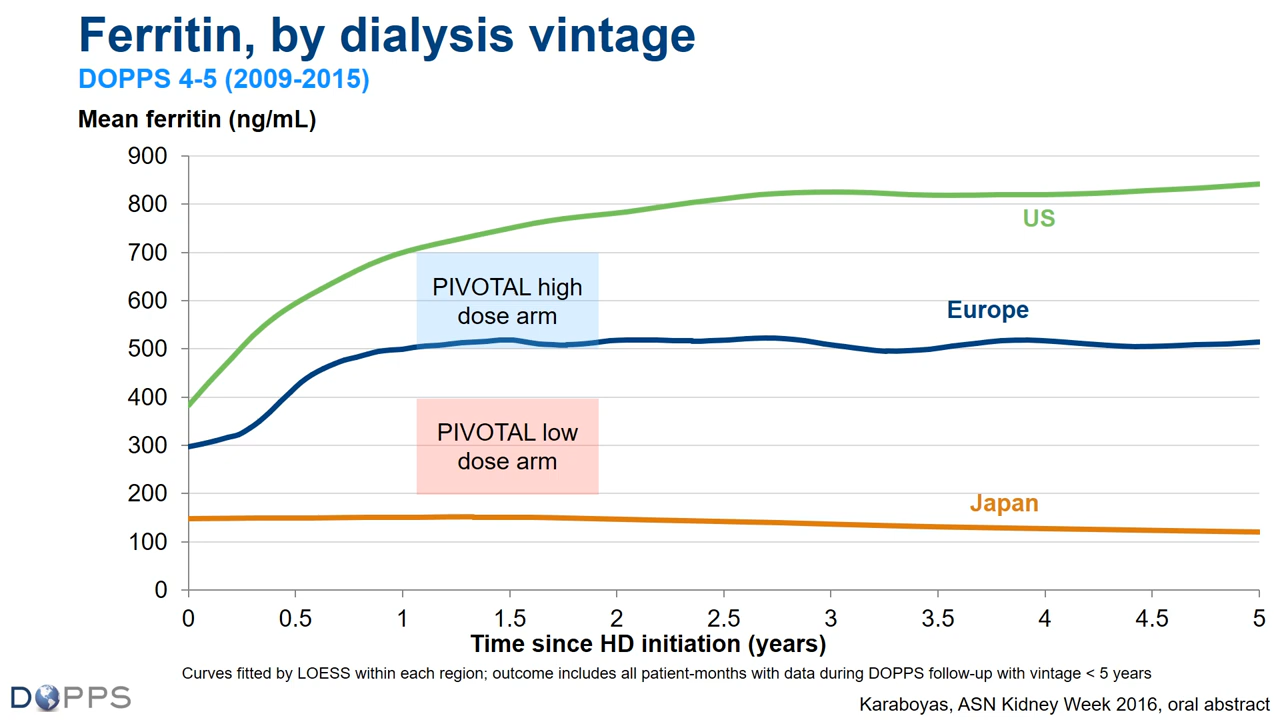 Ferritin, by dialysis vintage
DOPPS 4-5 (2009-2015)
Mean ferritin (ng/mL)
900
800
US
700
PIVOTAL high
dose arm
600
Europe
500
400
PIVOTAL low
dose arm
300
200
Japan
100
0
0 0.5 1 1.5 2 2.5 3 3.5 4 4.5 5
Time since HD initiation (years)
Curves fitted by LOESS within each region; outcome includes all patient-months with data during DOPPS follow-up with vintage < 5 years
DOPPS
Karaboyas, ASN Kidney Week 2016, oral abstract